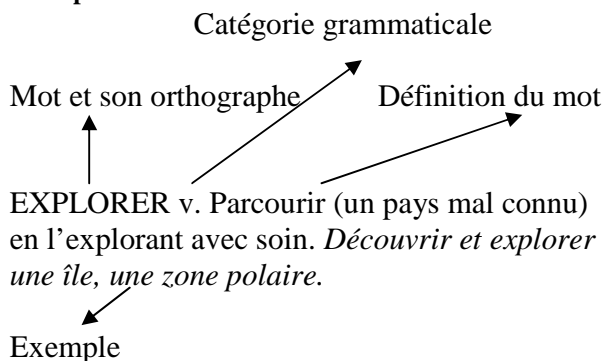 Catégorie grammaticale
Mot et son orthographe Définition du mot
EXPLORER v. Parcourir (un pays mal connu)
en l’explorant avec soin. Découvrir et explorer
une île, une zone polaire.
Exemple